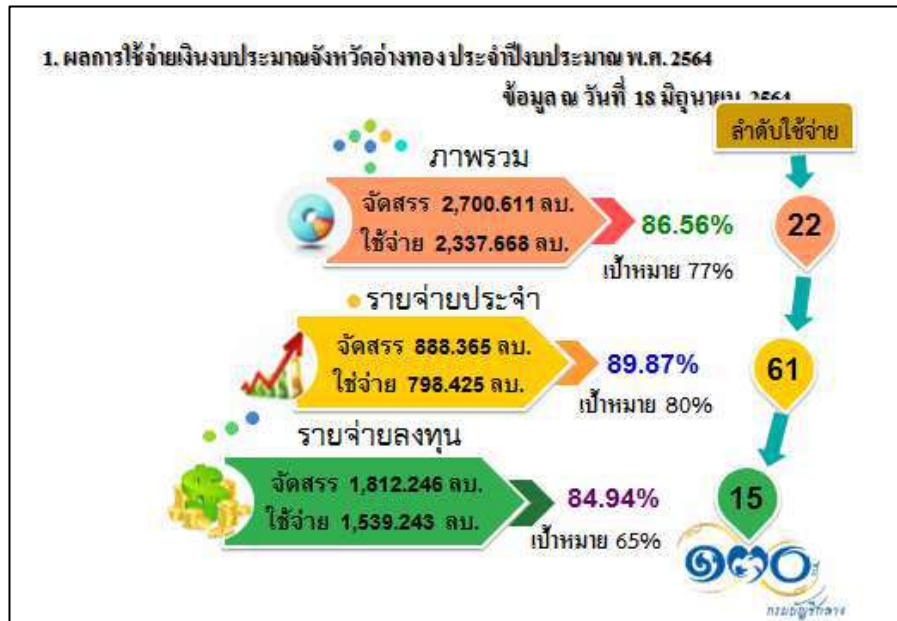 1. ผลการใช้จ่ายเงินงบประมาณจังหวัดอ่างทอง ประจำปีงบประมาณ พ.ศ. 2564
ข้อมูล ณ วันที่ 18 มิถุนายน 2564
ลำดับใช้จ่าย
ภาพรวม
จัดสรร 2,700.611 ลบ.
ใช้จ่าย 2,337.668 ลบ.
86.56%
เป้าหมาย 77%
22
รายจ่ายประจำ
จัดสรร 888.365 ลบ.
ใช่จ่าย 798.425 ลบ.
89.87%
เป้าหมาย 80%
61
รายจ่ายลงทุน
จัดสรร 1,812.246 ลบ.
ใช้จ่าย 1,539.243 ลบ.
84.94%
เป้าหมาย 65%
15
๑๓๐
กรมบัญชีกลาง